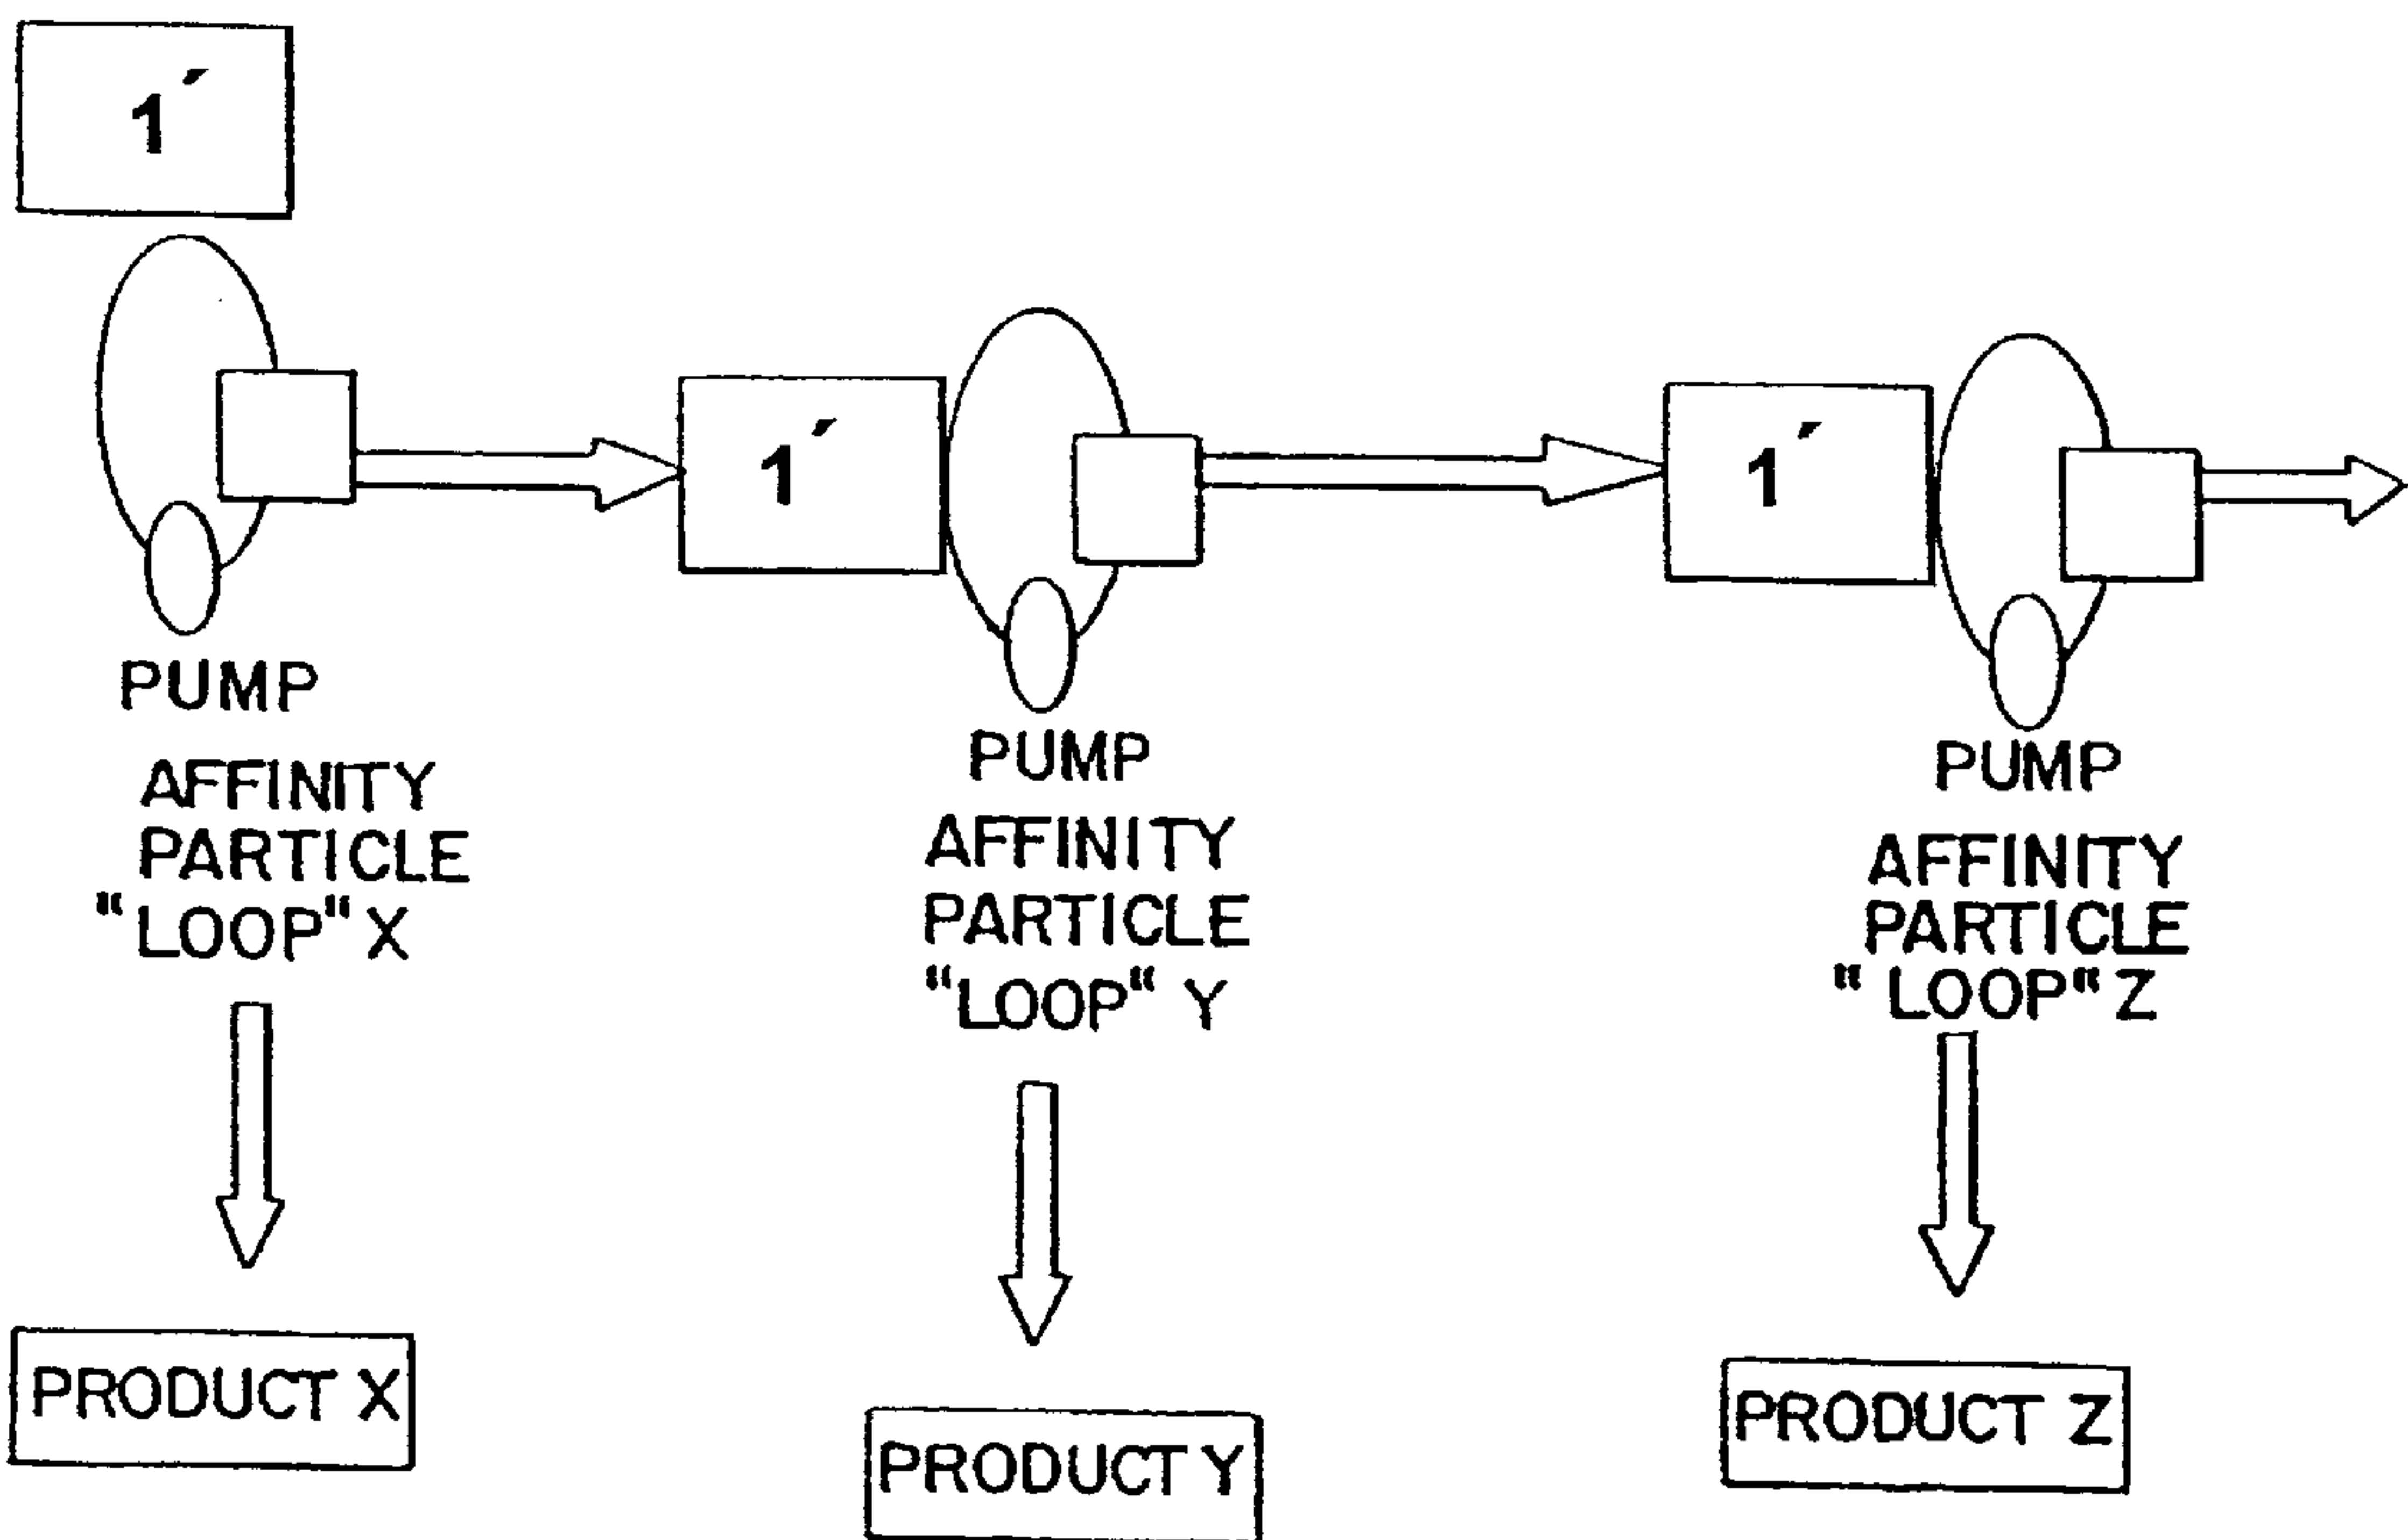 1´
PUMP
AFFINITY
PARTICLE
"LOOP" X
PRODUCT X
1´
PUMP
AFFINITY
PARTICLE
"LOOP" Y
PRODUCT Y
1´
PUMP
AFFINITY
PARTICLE
"LOOP" Z
PRODUCT Z